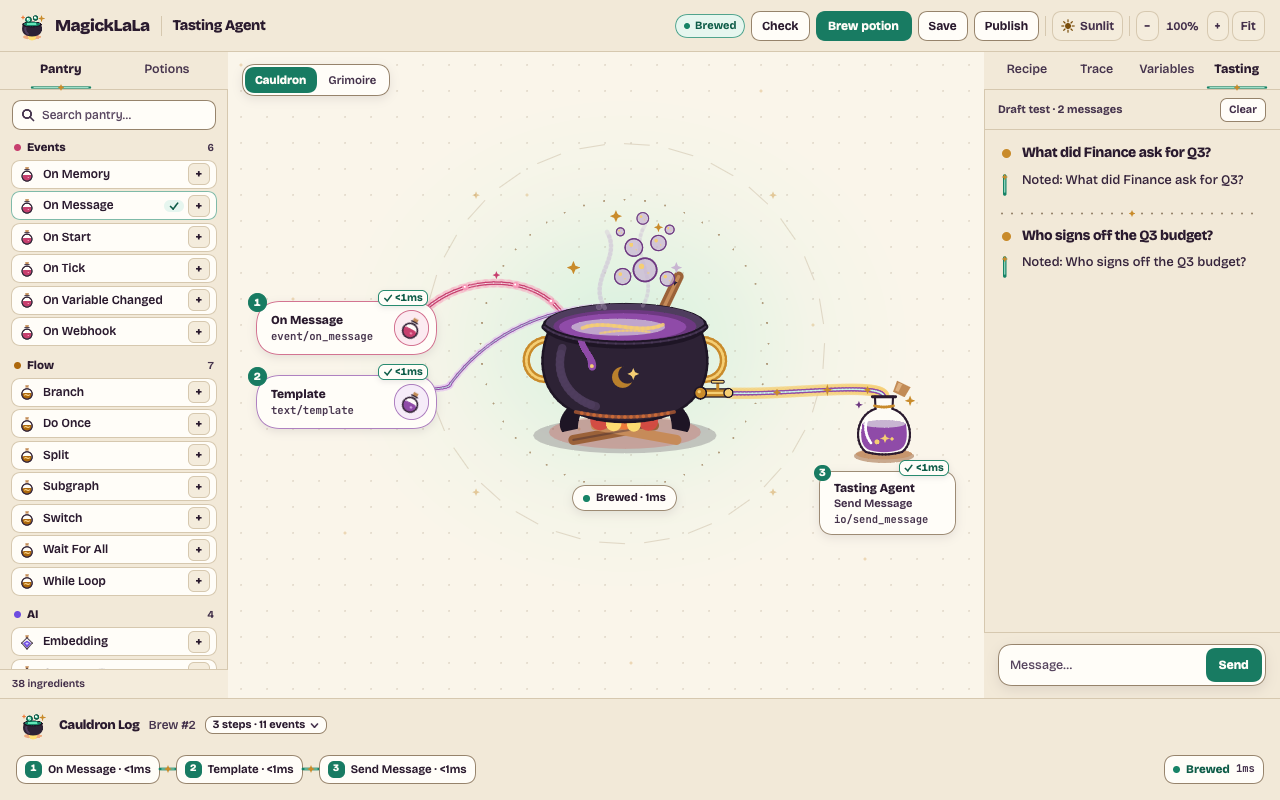 MagickLaLa
Tasting Agent
Brewed
Check
Brew potion
Save
Publish
Sunlit
−
100%
+
Fit
Pantry
Potions
Search pantry...
Events 6
On Memory +
On Message +
On Start +
On Tick +
On Variable Changed +
On Webhook +
Flow 7
Branch +
Do Once +
Split +
Subgraph +
Switch +
Wait For All +
While Loop +
AI 4
Embedding +
38 ingredients
Cauldron
Grimoire
1
<1ms
On Message
event/on_message
2
<1ms
Template
text/template
Brewed · 1ms
3
<1ms
Tasting Agent
Send Message
io/send_message
Recipe
Trace
Variables
Tasting
Draft test · 2 messages
Clear
What did Finance ask for Q3?
Noted: What did Finance ask for Q3?
Who signs off the Q3 budget?
Noted: Who signs off the Q3 budget?
Message...
Send
Cauldron Log
Brew #2
3 steps · 11 events
1 On Message · <1ms
2 Template · <1ms
3 Send Message · <1ms
Brewed 1ms